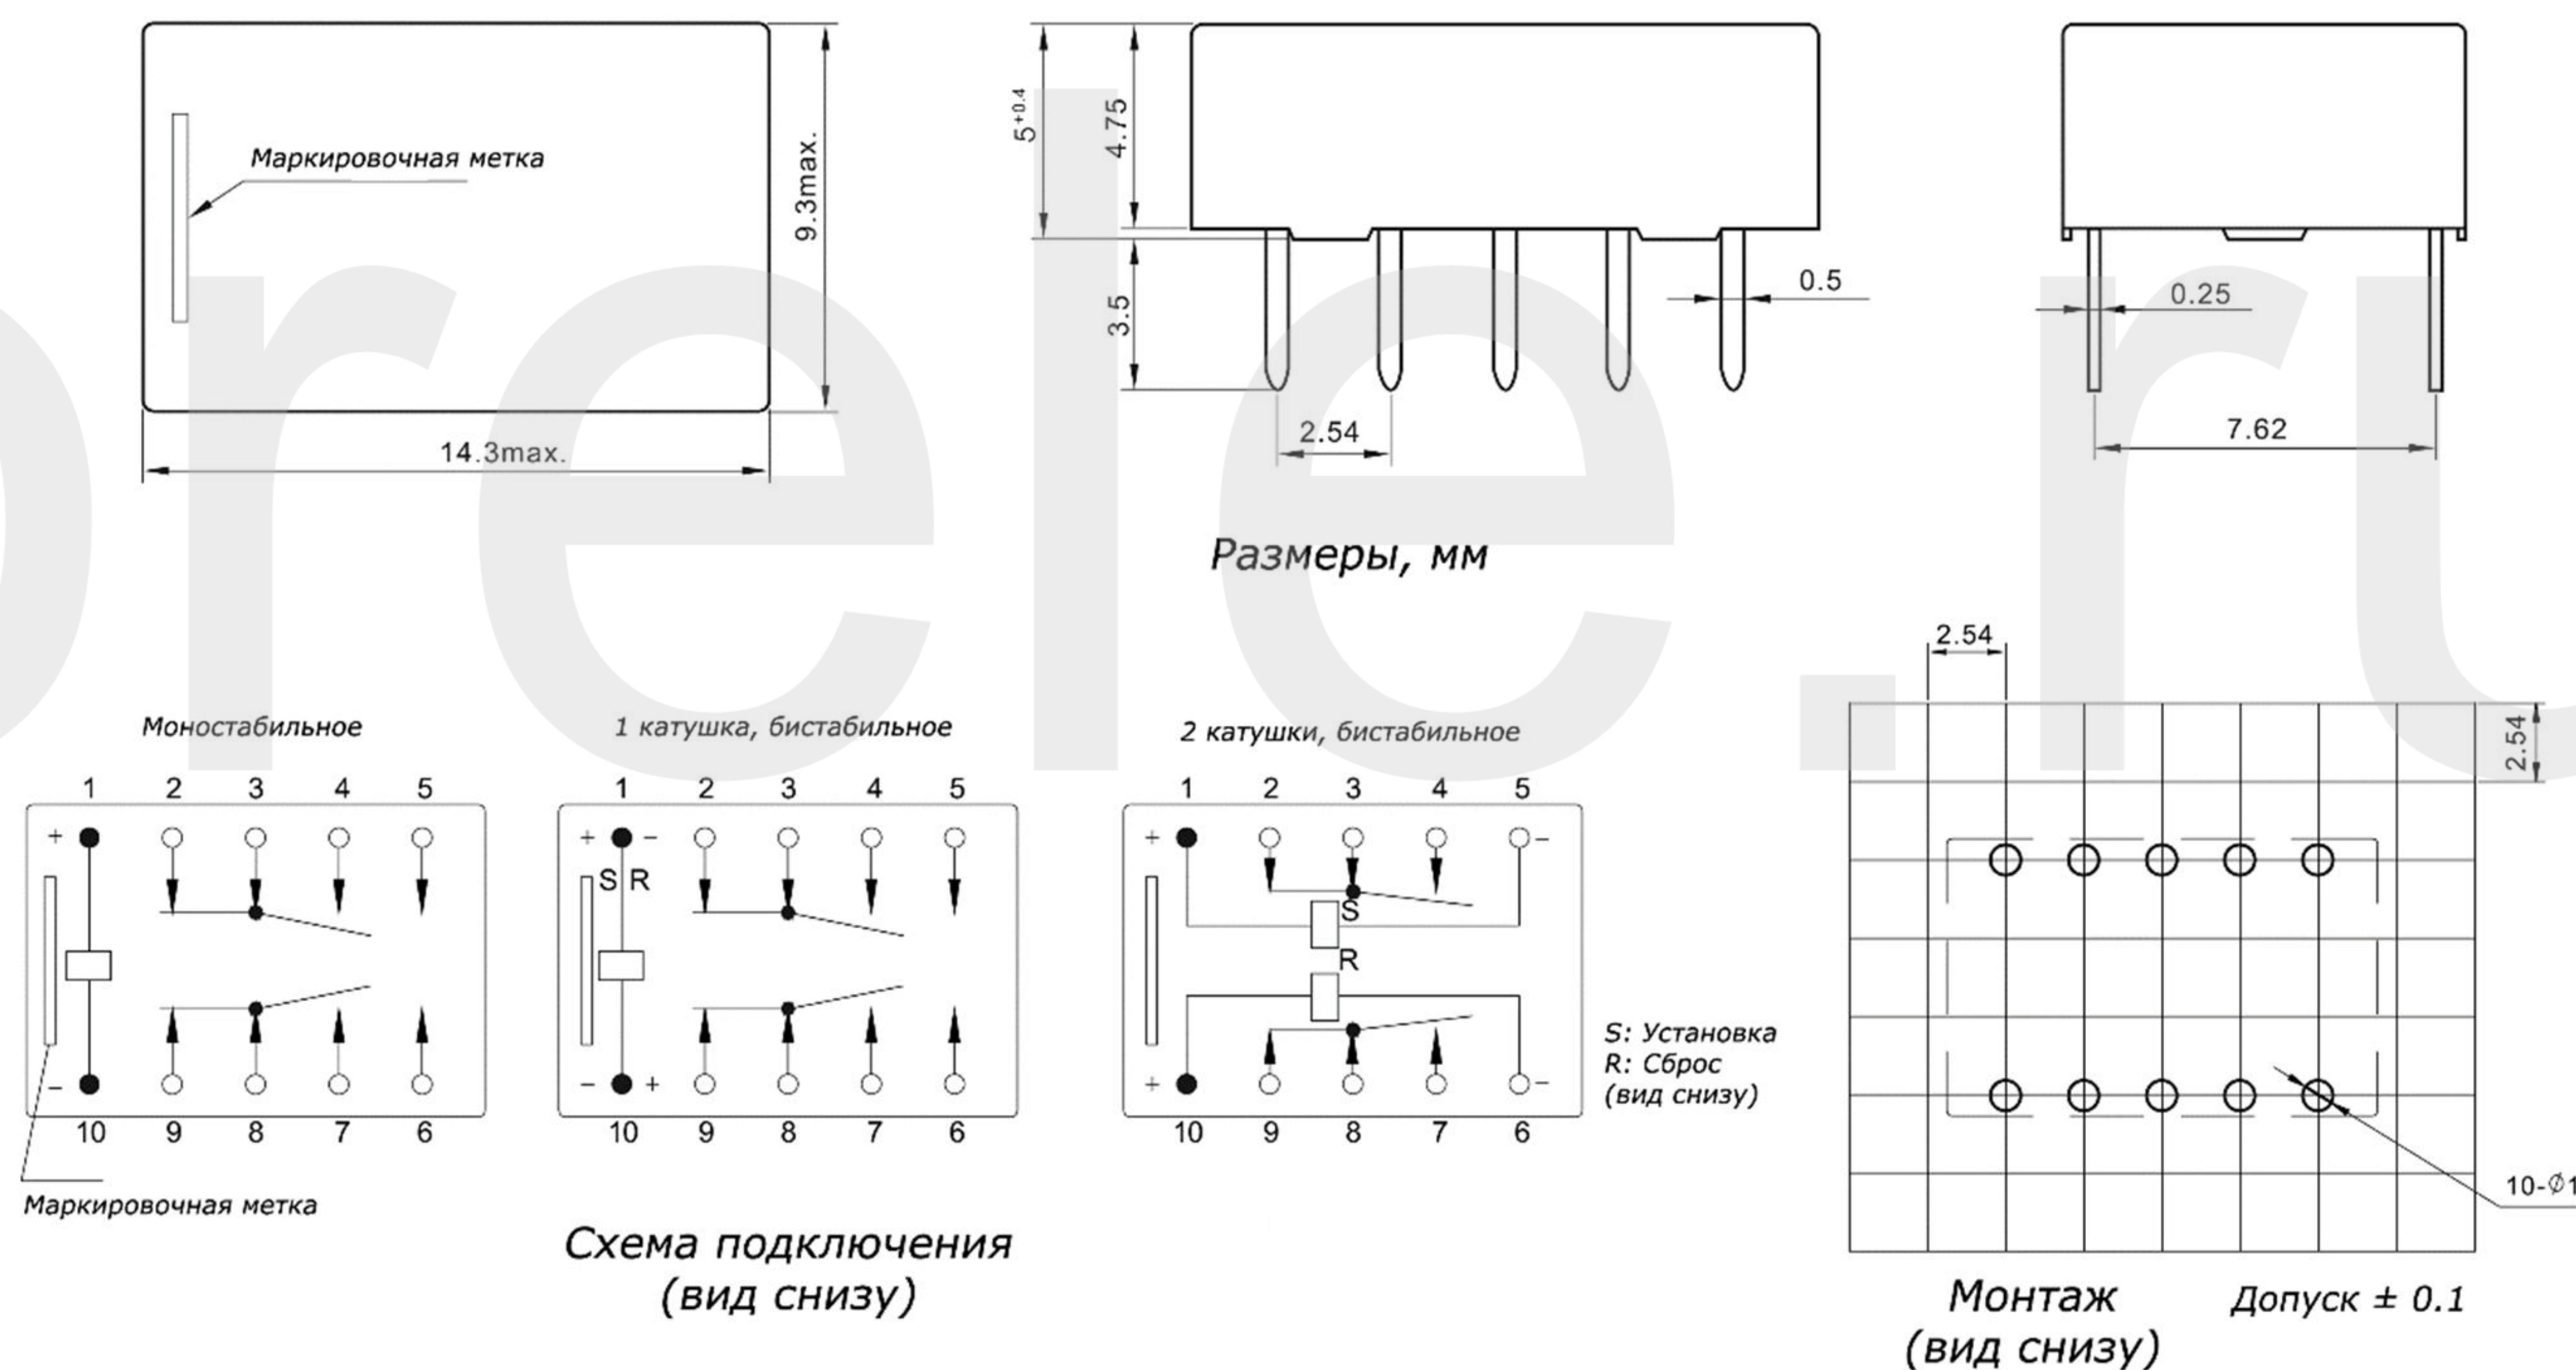 Маркировочная метка
9.3max.
14.3max.
5+0.4
4.75
3.5
2.54
0.5
0.25
7.62
Размеры, мм
Моностабильное
1 2 3 4 5
+
–
10 9 8 7 6
Маркировочная метка
1 катушка, бистабильное
1 2 3 4 5
+ –
S R
– +
10 9 8 7 6
2 катушки, бистабильное
1 2 3 4 5
+ –
S
R
+ –
10 9 8 7 6
S: Установка
R: Сброс
(вид снизу)
Схема подключения
(вид снизу)
2.54
2.54
10-∅1
Монтаж
(вид снизу)
Допуск ± 0.1
rele.ru